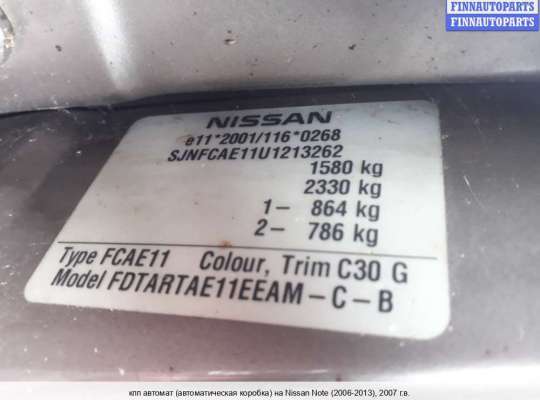 FINNAUTOPARTS
FINNAUTOPARTS
FINNAUTOPARTS
NISSAN
e11*2001/116*0268
SJNFCAE11U1213262
1580 kg
2330 kg
1– 864 kg
2– 786 kg
Type FCAE11 Colour, Trim C30 G
Model FDTARTAE11EEAM – C – B
кпп автомат (автоматическая коробка) на Nissan Note (2006-2013), 2007 г.в.